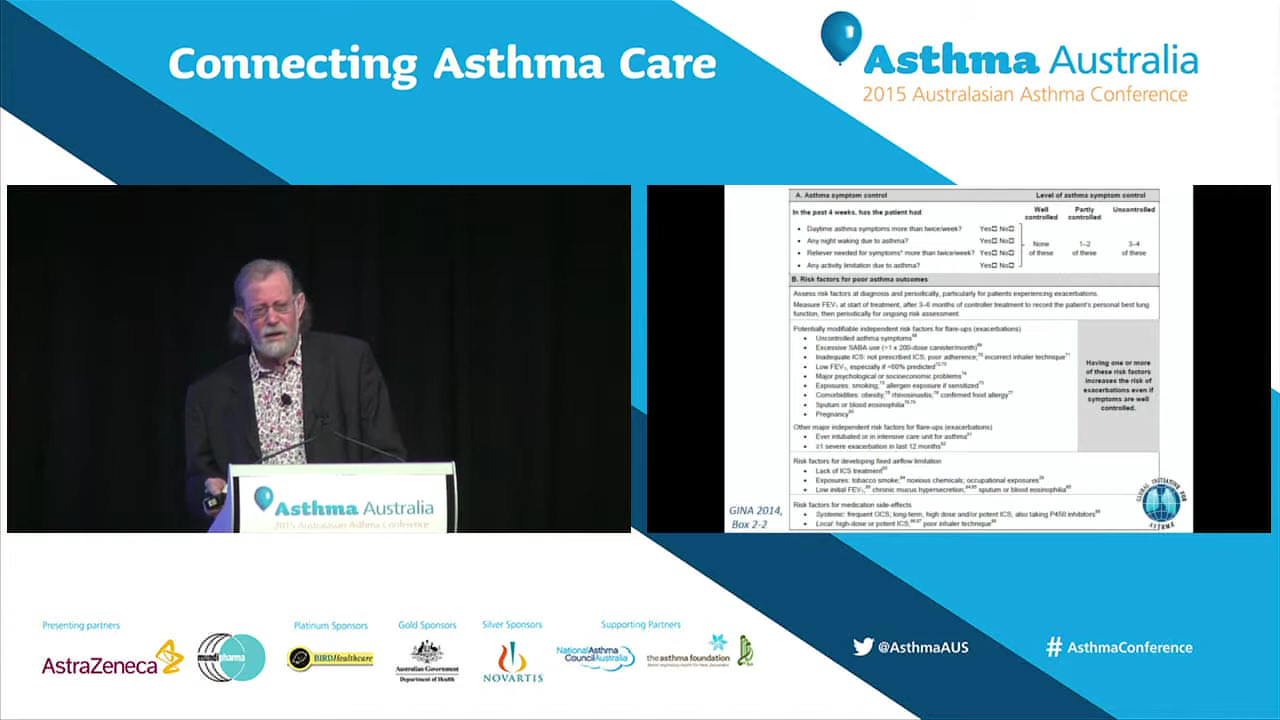 Connecting Asthma Care
Asthma Australia
2015 Australasian Asthma Conference
A. Asthma symptom control
Level of asthma symptom control
In the past 4 weeks, has the patient had
Well controlled
Partly controlled
Uncontrolled
• Daytime asthma symptoms more than twice/week? Yes☐ No☐
• Any night waking due to asthma? Yes☐ No☐
• Reliever needed for symptoms* more than twice/week? Yes☐ No☐
• Any activity limitation due to asthma? Yes☐ No☐
None of these
1–2 of these
3–4 of these
B. Risk factors for poor asthma outcomes
Assess risk factors at diagnosis and periodically, particularly for patients experiencing exacerbations.
Measure FEV₁ at start of treatment, after 3–6 months of controller treatment to record the patient's personal best lung
function, then periodically for ongoing risk assessment.
Potentially modifiable independent risk factors for flare-ups (exacerbations)
• Uncontrolled asthma symptoms
• Excessive SABA use (>1 x 200-dose canister/month)
• Inadequate ICS: not prescribed ICS; poor adherence; incorrect inhaler technique
• Low FEV₁, especially if <60% predicted
• Major psychological or socioeconomic problems
• Exposures: smoking; allergen exposure if sensitized
• Comorbidities: obesity; rhinosinusitis; confirmed food allergy
• Sputum or blood eosinophilia
• Pregnancy
Having one or more
of these risk factors
increases the risk of
exacerbations even if
symptoms are well
controlled.
Other major independent risk factors for flare-ups (exacerbations)
• Ever intubated or in intensive care unit for asthma
• ≥1 severe exacerbation in last 12 months
Risk factors for developing fixed airflow limitation
• Lack of ICS treatment
• Exposures: tobacco smoke; noxious chemicals; occupational exposures
• Low initial FEV₁; chronic mucus hypersecretion; sputum or blood eosinophilia
Risk factors for medication side-effects
• Systemic: frequent OCS; long-term, high dose and/or potent ICS; also taking P450 inhibitors
• Local: high-dose or potent ICS; poor inhaler technique
GINA 2014,
Box 2-2
GLOBAL INITIATIVE FOR
ASTHMA
Asthma Australia
2015 Australasian Asthma Conference
Presenting partners
Platinum Sponsors
Gold Sponsors
Silver Sponsors
Supporting Partners
AstraZeneca
mundipharma
BIRD Healthcare
Australian Government
Department of Health
NOVARTIS
National Asthma
Council Australia
the asthma foundation
@AsthmaAUS
# AsthmaConference